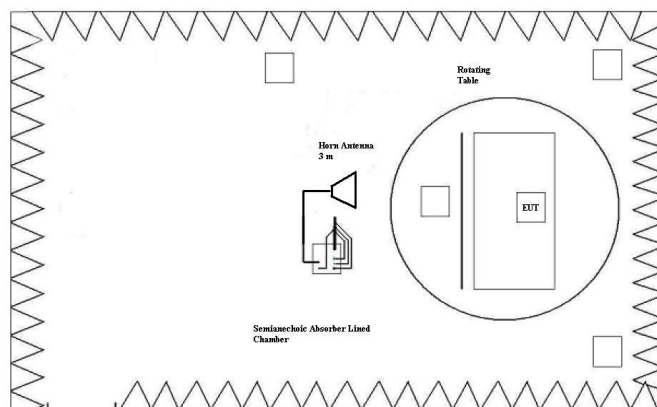 Rotating
Table
Horn Antenna
3 m
EUT
Semianechoic Absorber Lined
Chamber